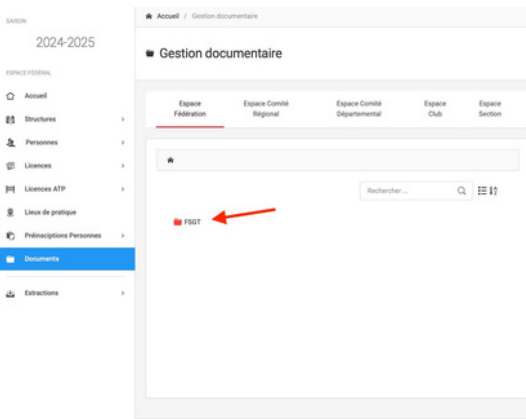 SAISON
2024-2025
ESPACE FÉDÉRAL
Accueil
Structures
Personnes
Licences
Licences ATP
Lieux de pratique
Préinsciptions Personnes
Documents
Extractions
Accueil / Gestion documentaire
Gestion documentaire
Espace Fédération
Espace Comité Régional
Espace Comité Départemental
Espace Club
Espace Section
Rechercher ...
FSGT